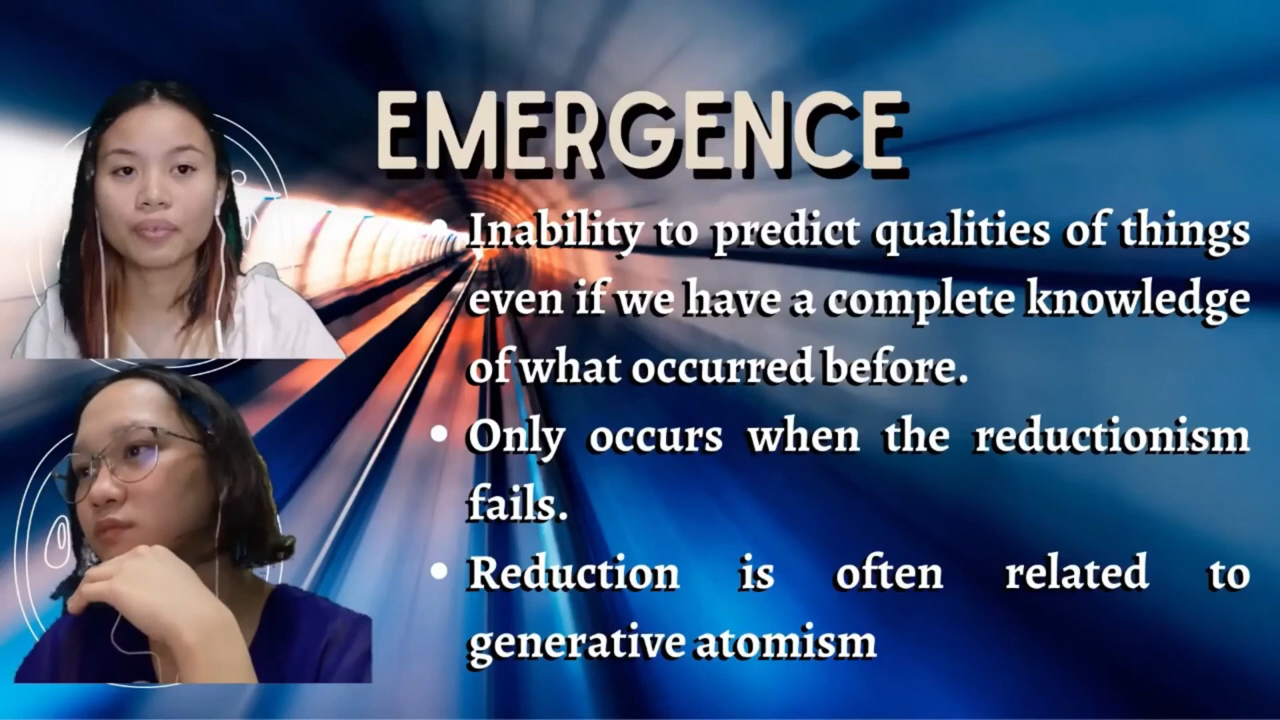 EMERGENCE
• Inability to predict qualities of things
even if we have a complete knowledge
of what occurred before.
• Only occurs when the reductionism
fails.
• Reduction is often related to
generative atomism